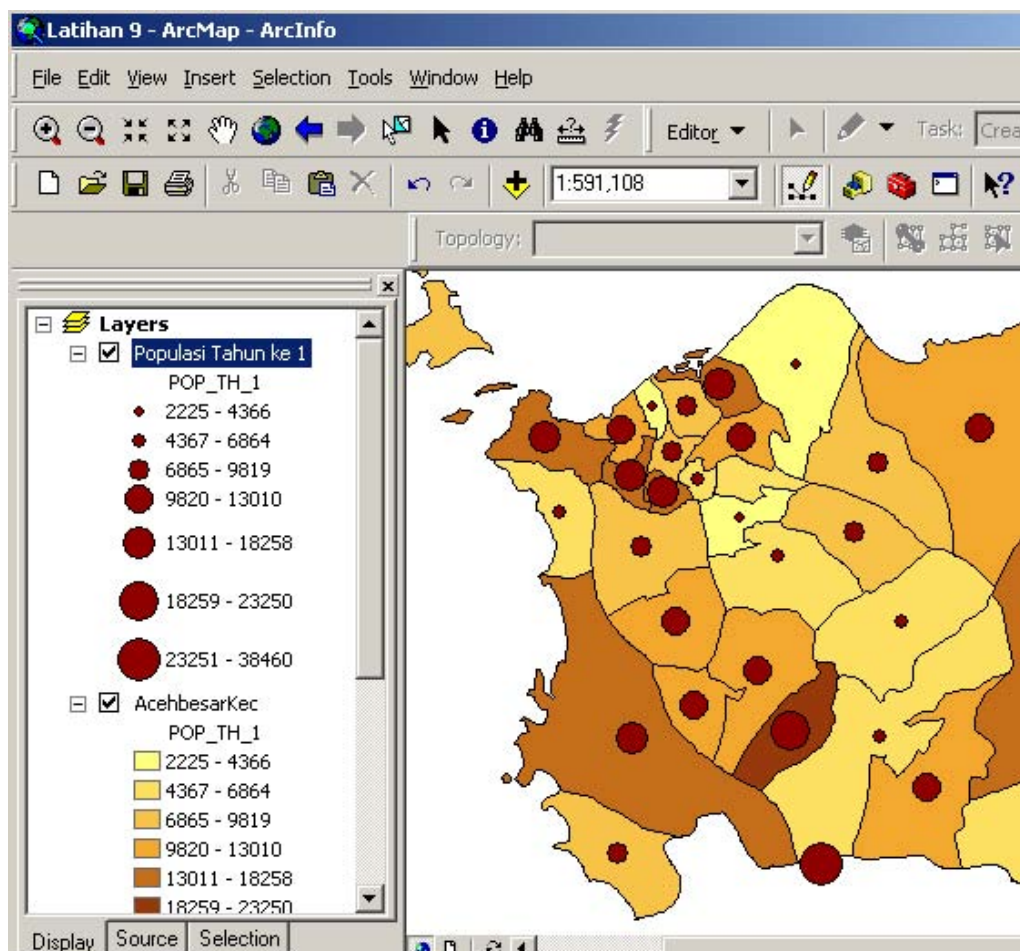 Latihan 9 - ArcMap - ArcInfo
File Edit View Insert Selection Tools Window Help
Editor Task: Crea
1:591,108
Topology:
Layers
Populasi Tahun ke 1
POP_TH_1
2225 - 4366
4367 - 6864
6865 - 9819
9820 - 13010
13011 - 18258
18259 - 23250
23251 - 38460
AcehbesarKec
POP_TH_1
2225 - 4366
4367 - 6864
6865 - 9819
9820 - 13010
13011 - 18258
18259 - 23250
Display Source Selection